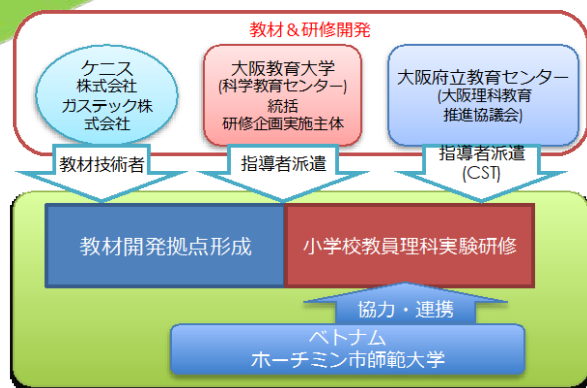 教材＆研修開発
ケニス
株式会社
ガステック株
式会社
大阪教育大学
(科学教育センター)
統括
研修企画実施主体
大阪府立教育センター
(大阪理科教育
推進協議会)
教材技術者
指導者派遣
指導者派遣
(CST)
教材開発拠点形成
小学校教員理科実験研修
協力・連携
ベトナム
ホーチミン市師範大学